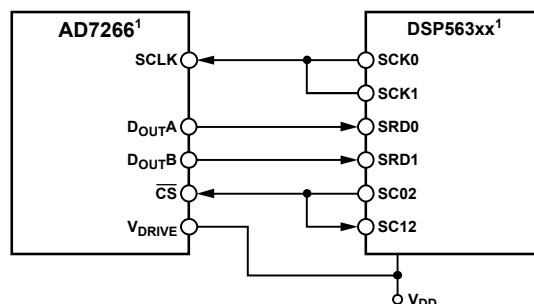 AD7266¹
DSP563xx¹
SCLK
SCK0
SCK1
DOUTA
SRD0
DOUTB
SRD1
CS
SC02
VDRIVE
SC12
VDD